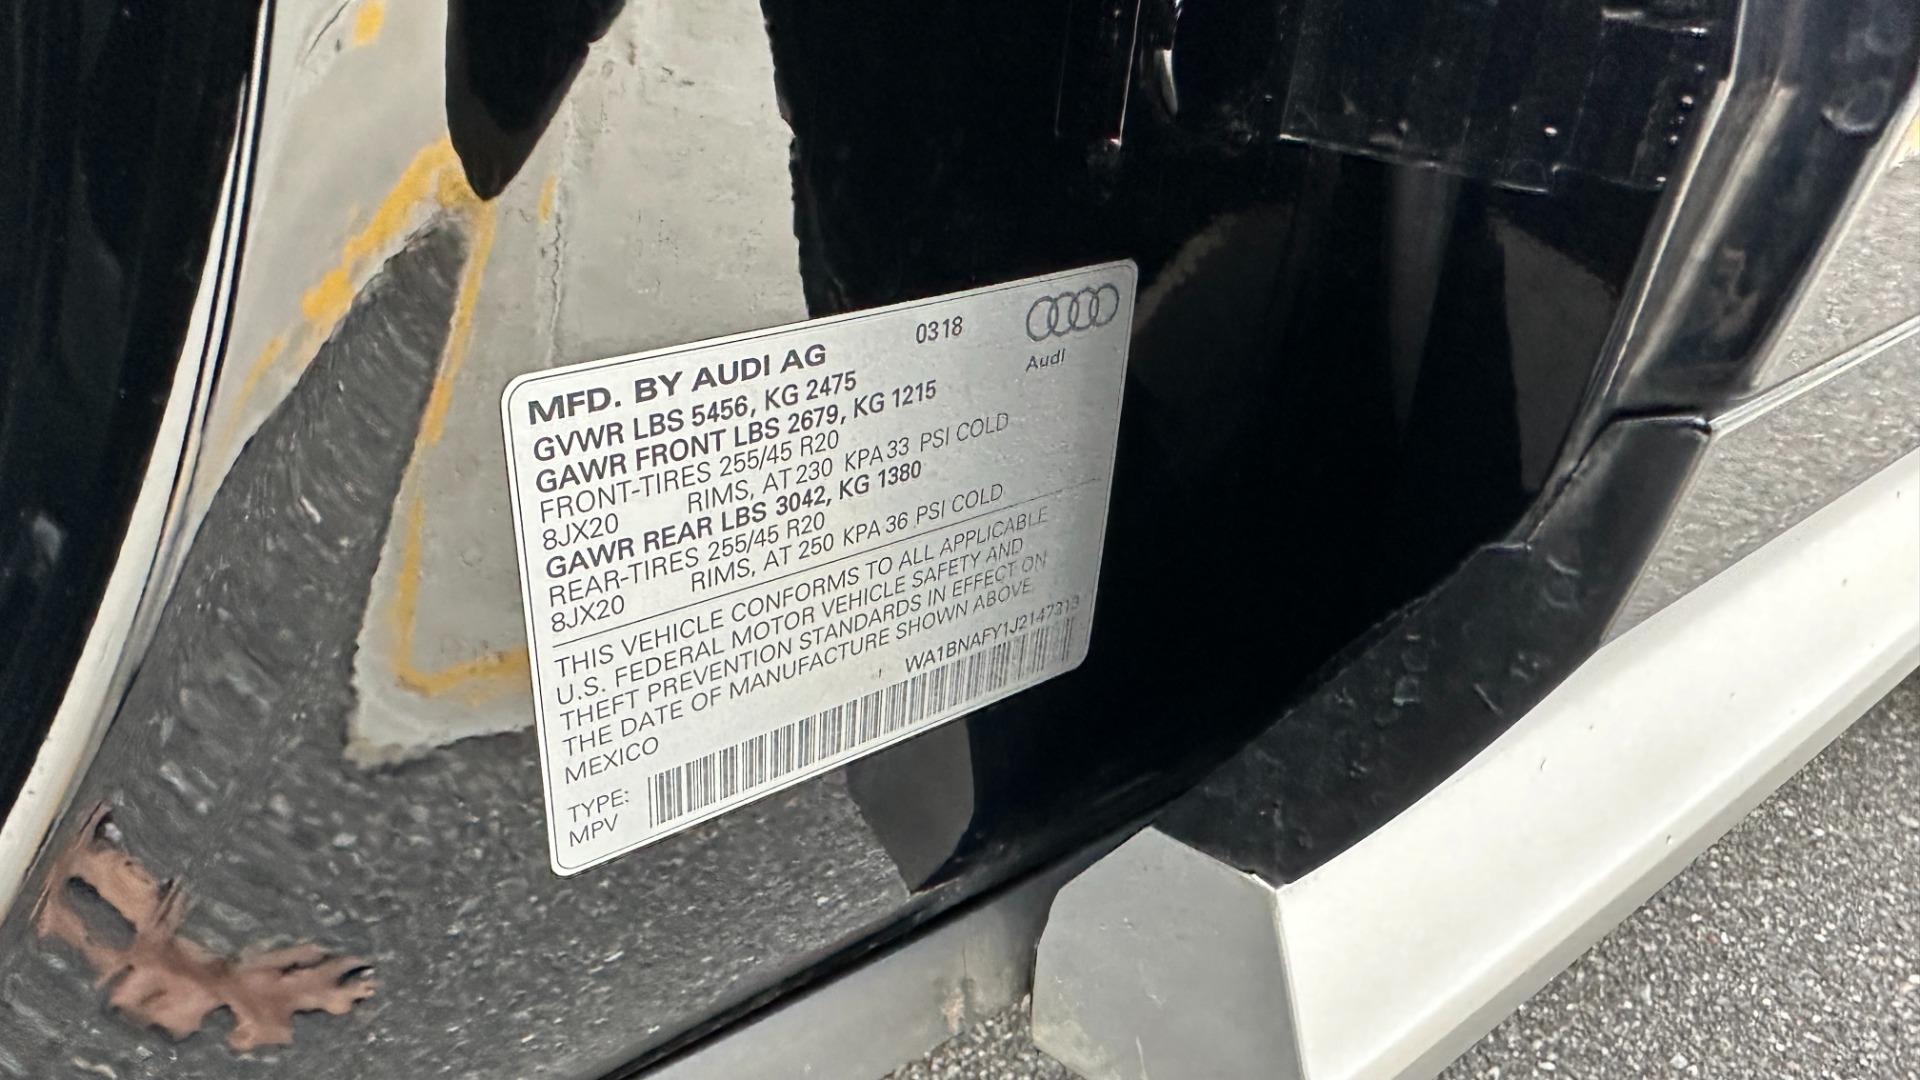 MFD. BY AUDI AG 0318
Audi
GVWR LBS 5456, KG 2475
GAWR FRONT LBS 2679, KG 1215
FRONT-TIRES 255/45 R20
8JX20 RIMS, AT 230 KPA 33 PSI COLD
GAWR REAR LBS 3042, KG 1380
REAR-TIRES 255/45 R20
8JX20 RIMS, AT 250 KPA 36 PSI COLD
THIS VEHICLE CONFORMS TO ALL APPLICABLE
U.S. FEDERAL MOTOR VEHICLE SAFETY AND
THEFT PREVENTION STANDARDS IN EFFECT ON
THE DATE OF MANUFACTURE SHOWN ABOVE.
MEXICO
WA1BNAFY1J2147313
TYPE:
MPV